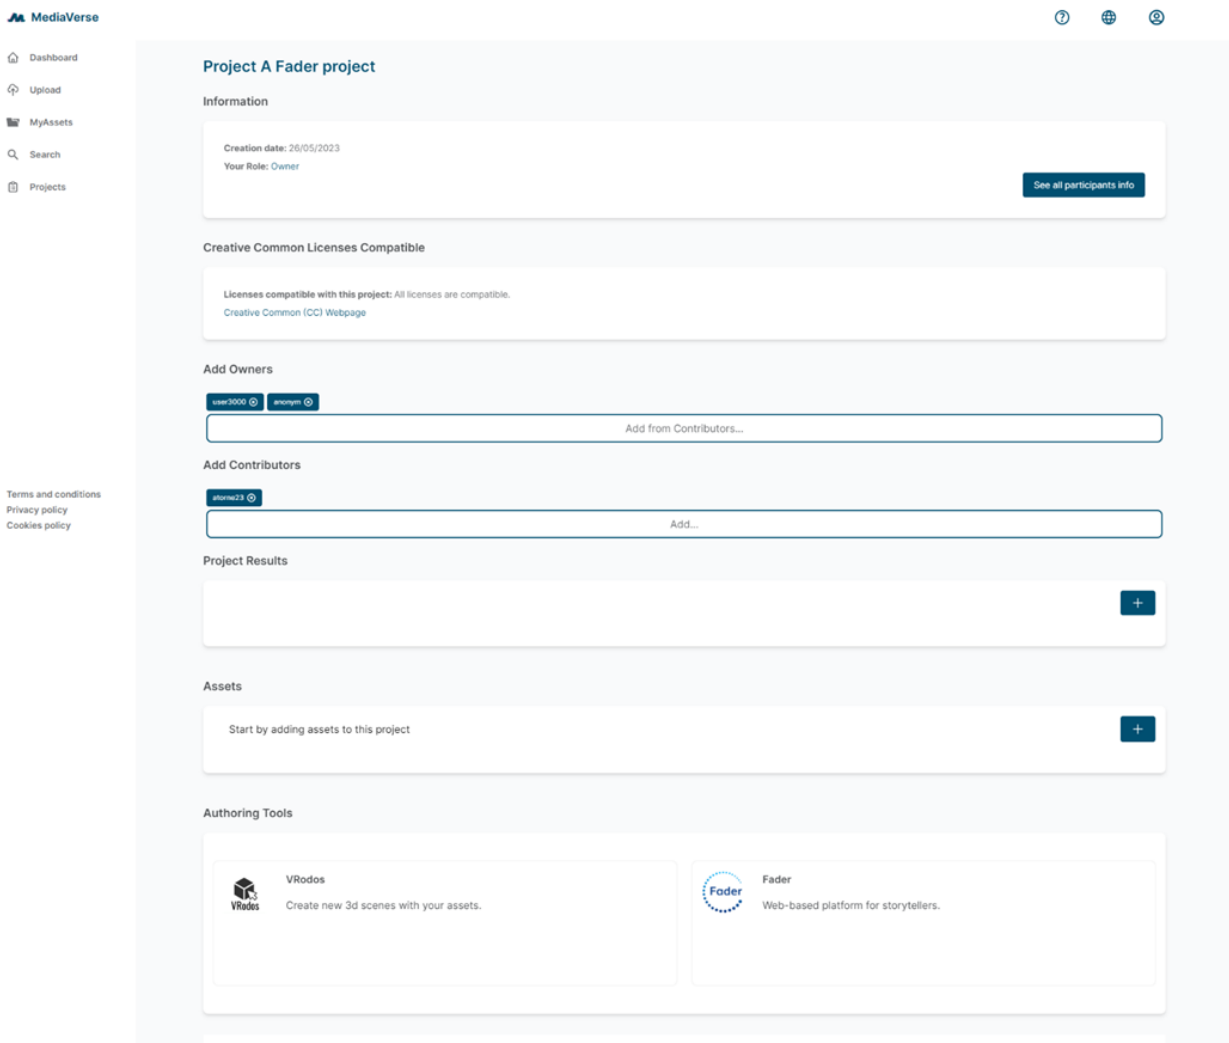 MediaVerse
Dashboard
Upload
MyAssets
Search
Projects
Terms and conditions
Privacy policy
Cookies policy
Project A Fader project
Information
Creation date: 26/05/2023
Your Role: Owner
See all participants info
Creative Common Licenses Compatible
Licenses compatible with this project: All licenses are compatible.
Creative Common (CC) Webpage
Add Owners
user3000 anonym
Add from Contributors...
Add Contributors
atorne23
Add...
Project Results
+
Assets
Start by adding assets to this project
+
Authoring Tools
VRodos
VRodos
Create new 3d scenes with your assets.
Fader
Fader
Web-based platform for storytellers.